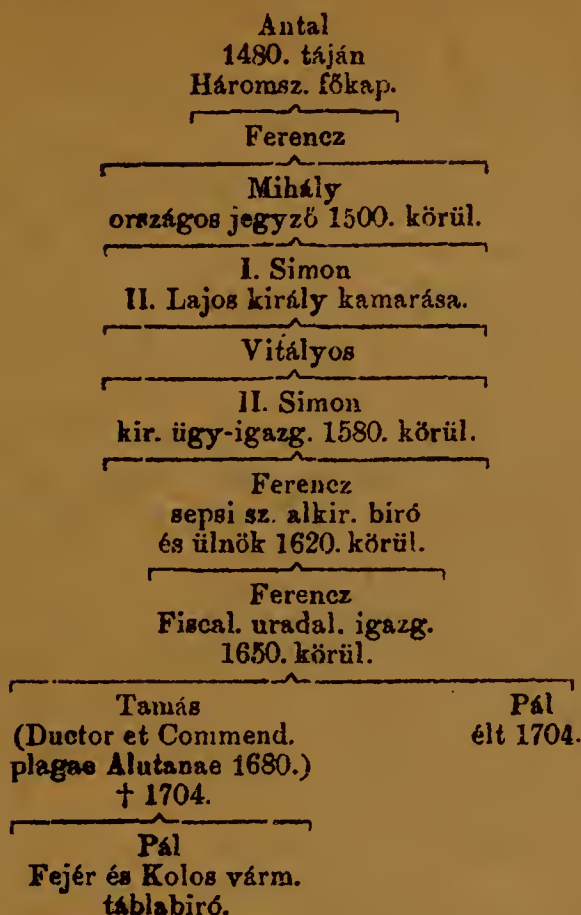 Antal
1480. táján
Háromsz. főkap.
Ferencz
Mihály
országos jegyző 1500. körül.
I. Simon
II. Lajos király kamarása.
Vitályos
II. Simon
kir. ügy-igazg. 1580. körül.
Ferencz
sepsi sz. alkir. biró
és ülnök 1620. körül.
Ferencz
Fiscal. uradal. igazg.
1650. körül.
Tamás Pál
(Ductor et Commend. élt 1704.
plagae Alutanae 1680.)
† 1704.
Pál
Fejér és Kolos várm.
táblabiró.